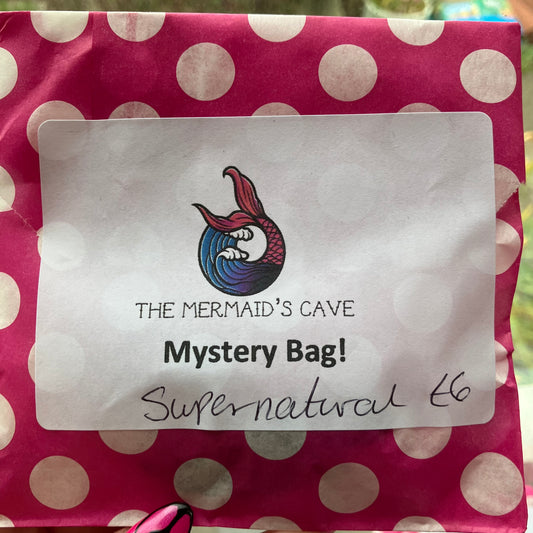 THE MERMAID'S CAVE
Mystery Bag!
Supernatural £6